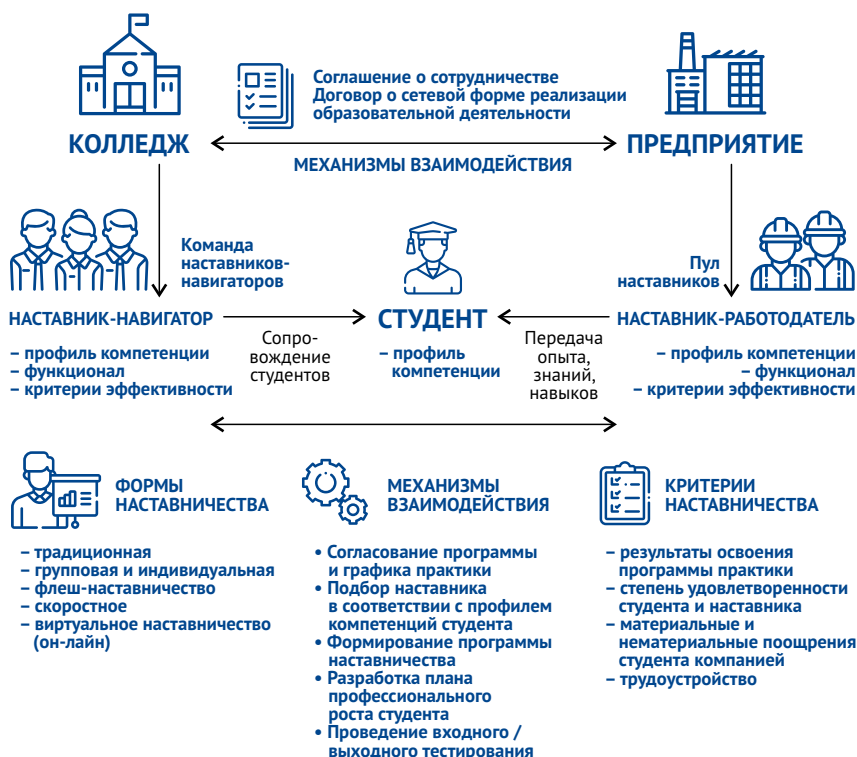 Соглашение о сотрудничестве
Договор о сетевой форме реализации
образовательной деятельности
КОЛЛЕДЖ
ПРЕДПРИЯТИЕ
МЕХАНИЗМЫ ВЗАИМОДЕЙСТВИЯ
Команда
наставников-
навигаторов
Пул
наставников
НАСТАВНИК-НАВИГАТОР
– профиль компетенции
– функционал
– критерии эффективности
Сопро-
вождение
студентов
СТУДЕНТ
– профиль
компетенции
Передача
опыта,
знаний,
навыков
НАСТАВНИК-РАБОТОДАТЕЛЬ
– профиль компетенции
– функционал
– критерии эффективности
ФОРМЫ
НАСТАВНИЧЕСТВА
– традиционная
– групповая и индивидуальная
– флеш-наставничество
– скоростное
– виртуальное наставничество
(он-лайн)
МЕХАНИЗМЫ
ВЗАИМОДЕЙСТВИЯ
• Согласование программы
и графика практики
• Подбор наставника
в соответствии с профилем
компетенций студента
• Формирование программы
наставничества
• Разработка плана
профессионального
роста студента
• Проведение входного /
выходного тестирования
КРИТЕРИИ
НАСТАВНИЧЕСТВА
– результаты освоения
программы практики
– степень удовлетворенности
студента и наставника
– материальные и
нематериальные поощрения
студента компанией
– трудоустройство